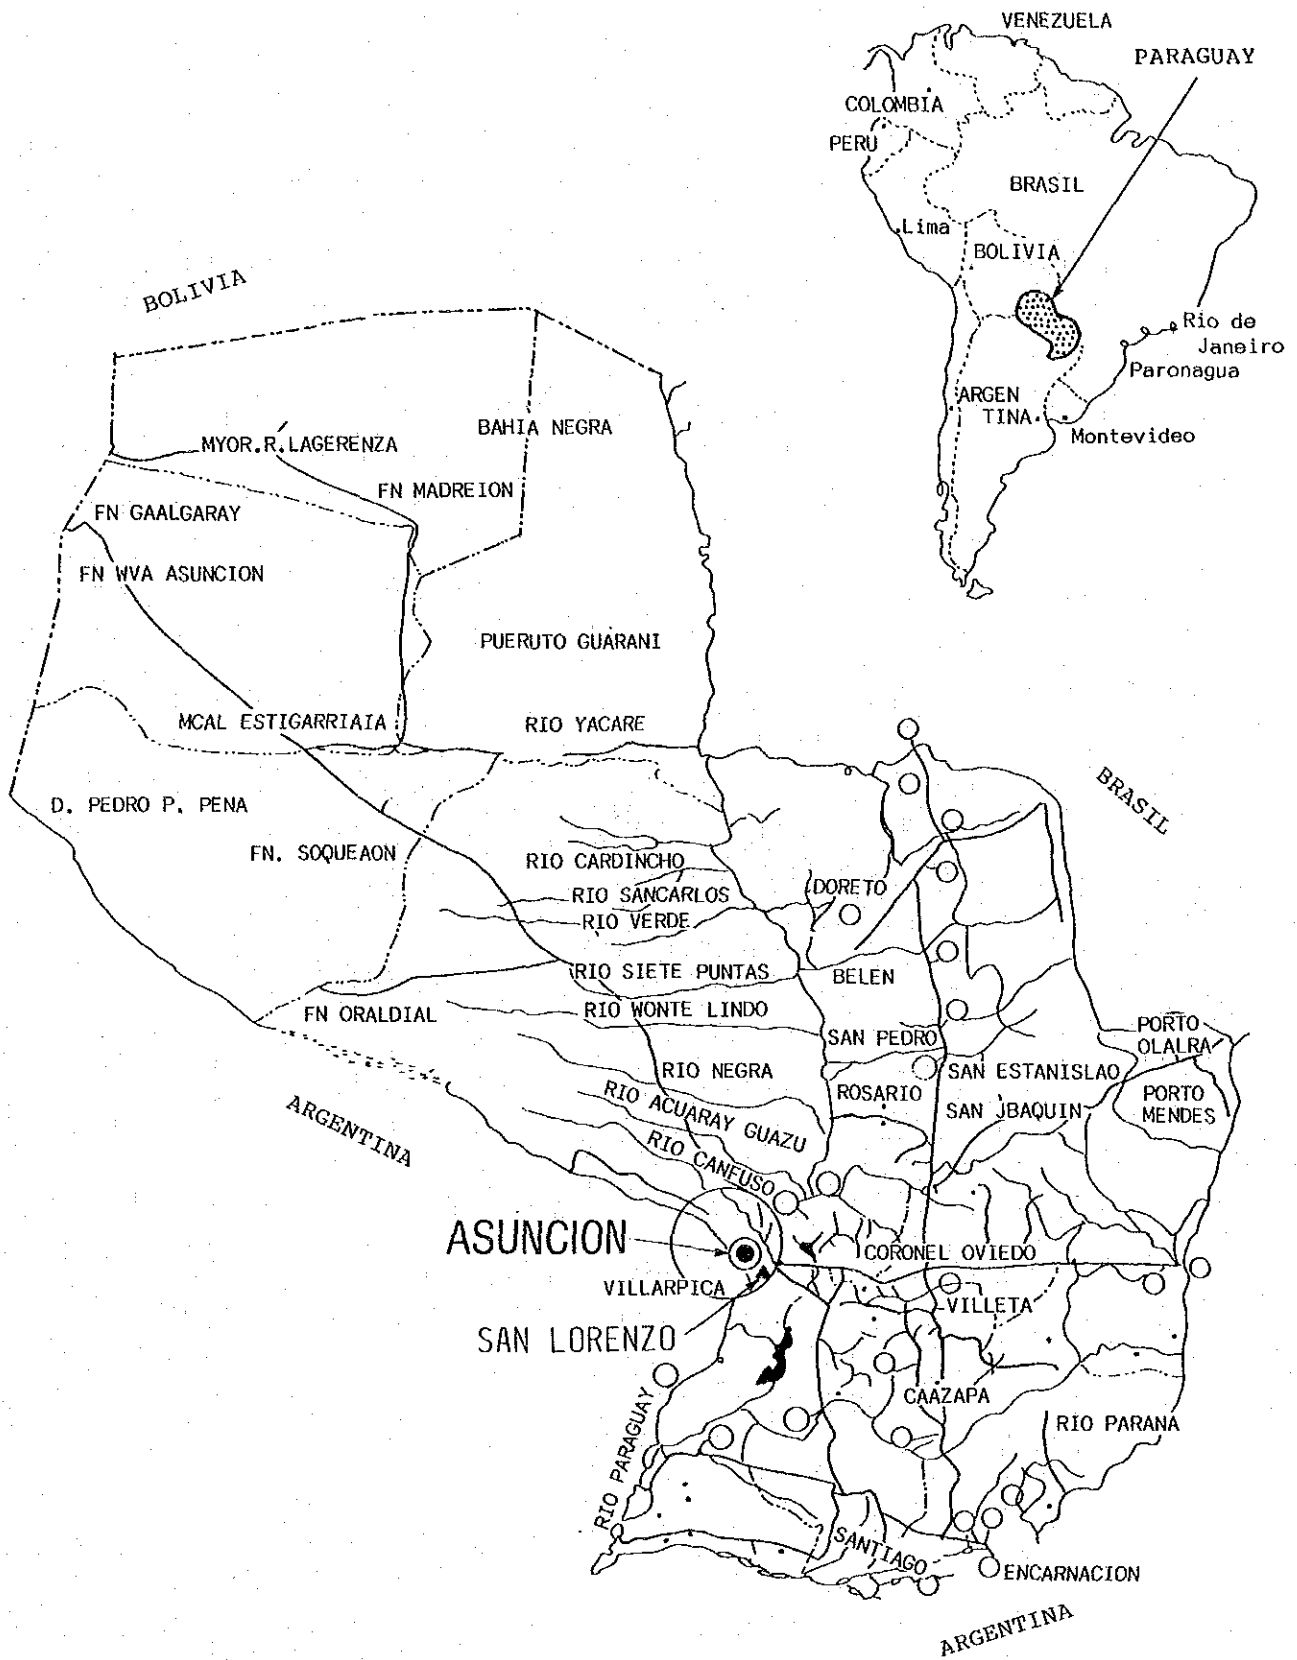 VENEZUELA
PARAGUAY
COLOMBIA
PERU
BRASIL
.Lima
BOLIVIA
Rio de
Janeiro
Paronagua
ARGEN
TINA
Montevideo
BOLIVIA
BAHIA NEGRA
MYOR.R.LAGERENZA
FN MADREION
FN GAALGARAY
FN WVA ASUNCION
PUERUTO GUARANI
MCAL ESTIGARRIAIA
RIO YACARE
BRASIL
D. PEDRO P. PENA
FN. SOQUEAON
RIO CARDINCHO
RIO SANCARLOS
DORETO
RIO VERDE
RIO SIETE PUNTAS
BELEN
FN ORALDIAL
RIO WONTE LINDO
SAN PEDRO
PORTO
OLALRA
RIO NEGRA
SAN ESTANISLAO
ROSARIO
PORTO
MENDES
SAN JBAQUIN
RIO ACUARAY GUAZU
ARGENTINA
RIO CANFUSO
ASUNCION
CORONEL OVIEDO
VILLARPICA
VILLETA
SAN LORENZO
CAAZAPA
RIO PARANA
RIO PARAGUAY
SANTIAGO
ENCARNACION
ARGENTINA